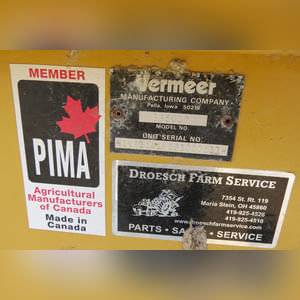 MEMBER
PIMA
Agricultural
Manufacturers
of Canada
Made in
Canada
Vermeer
MANUFACTURING COMPANY
Pella, Iowa 50219
MODEL NO.
UNIT SERIAL NO.
DROESCH FARM SERVICE
7354 St. Rt. 119
Maria Stein, OH 45860
419-925-4526
419-925-4510
www.droeschfarmservice.com
PARTS · SALES · SERVICE